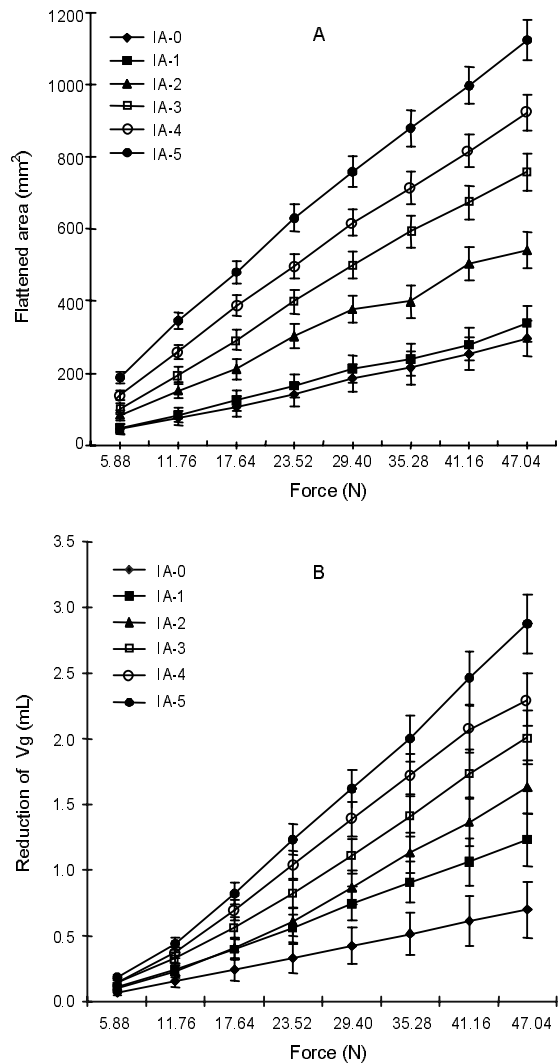 A
IA-0
IA-1
IA-2
IA-3
IA-4
IA-5
Flattened area (mm²)
1200
1000
800
600
400
200
0
5.88 11.76 17.64 23.52 29.40 35.28 41.16 47.04
Force (N)
B
IA-0
IA-1
IA-2
IA-3
IA-4
IA-5
Reduction of Vg (mL)
3.5
3.0
2.5
2.0
1.5
1.0
0.5
0.0
5.88 11.76 17.64 23.52 29.40 35.28 41.16 47.04
Force (N)